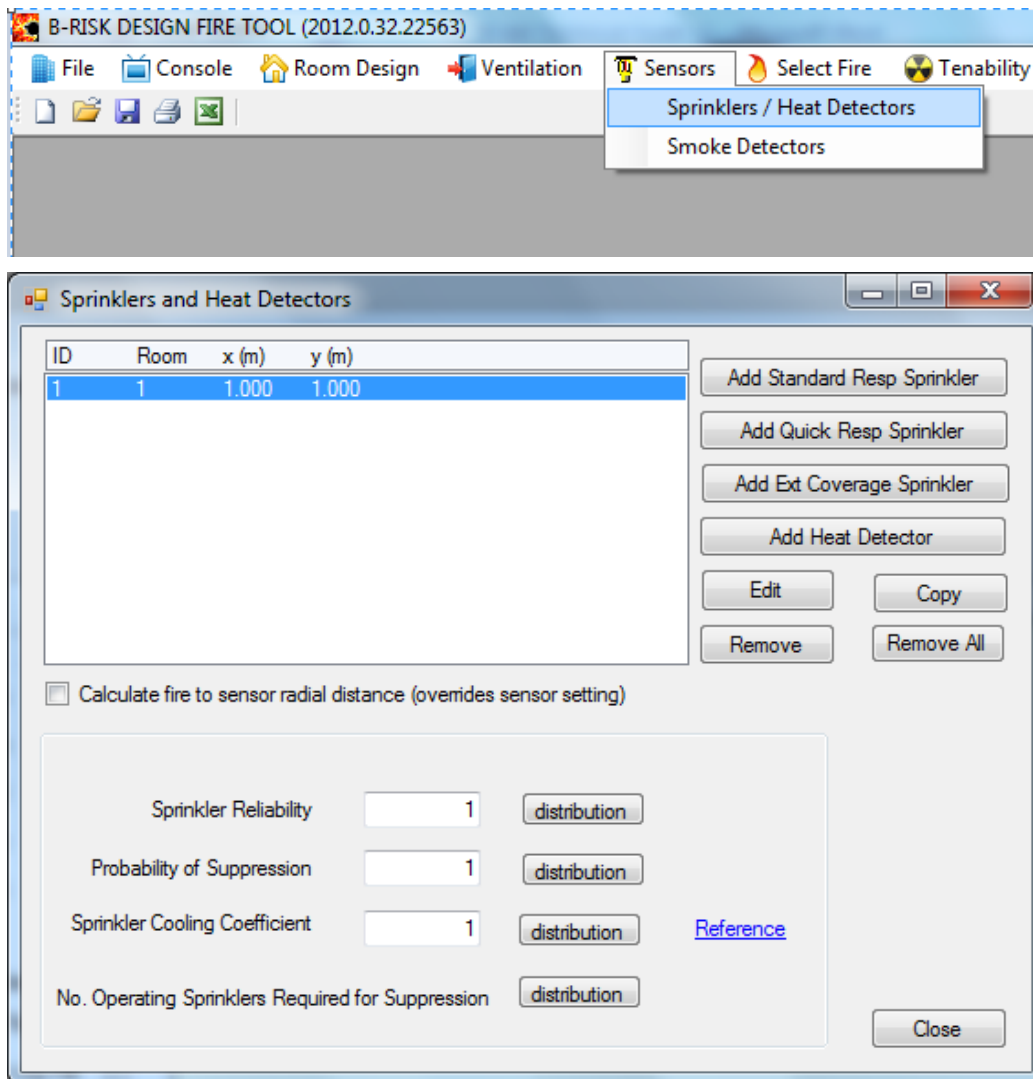 B-RISK DESIGN FIRE TOOL (2012.0.32.22563)
File Console Room Design Ventilation Sensors Select Fire Tenability
Sprinklers / Heat Detectors
Smoke Detectors
Sprinklers and Heat Detectors
ID Room x (m) y (m)
1 1 1.000 1.000
Add Standard Resp Sprinkler
Add Quick Resp Sprinkler
Add Ext Coverage Sprinkler
Add Heat Detector
Edit Copy
Remove Remove All
Calculate fire to sensor radial distance (overrides sensor setting)
Sprinkler Reliability 1 distribution
Probability of Suppression 1 distribution
Sprinkler Cooling Coefficient 1 distribution Reference
No. Operating Sprinklers Required for Suppression distribution
Close